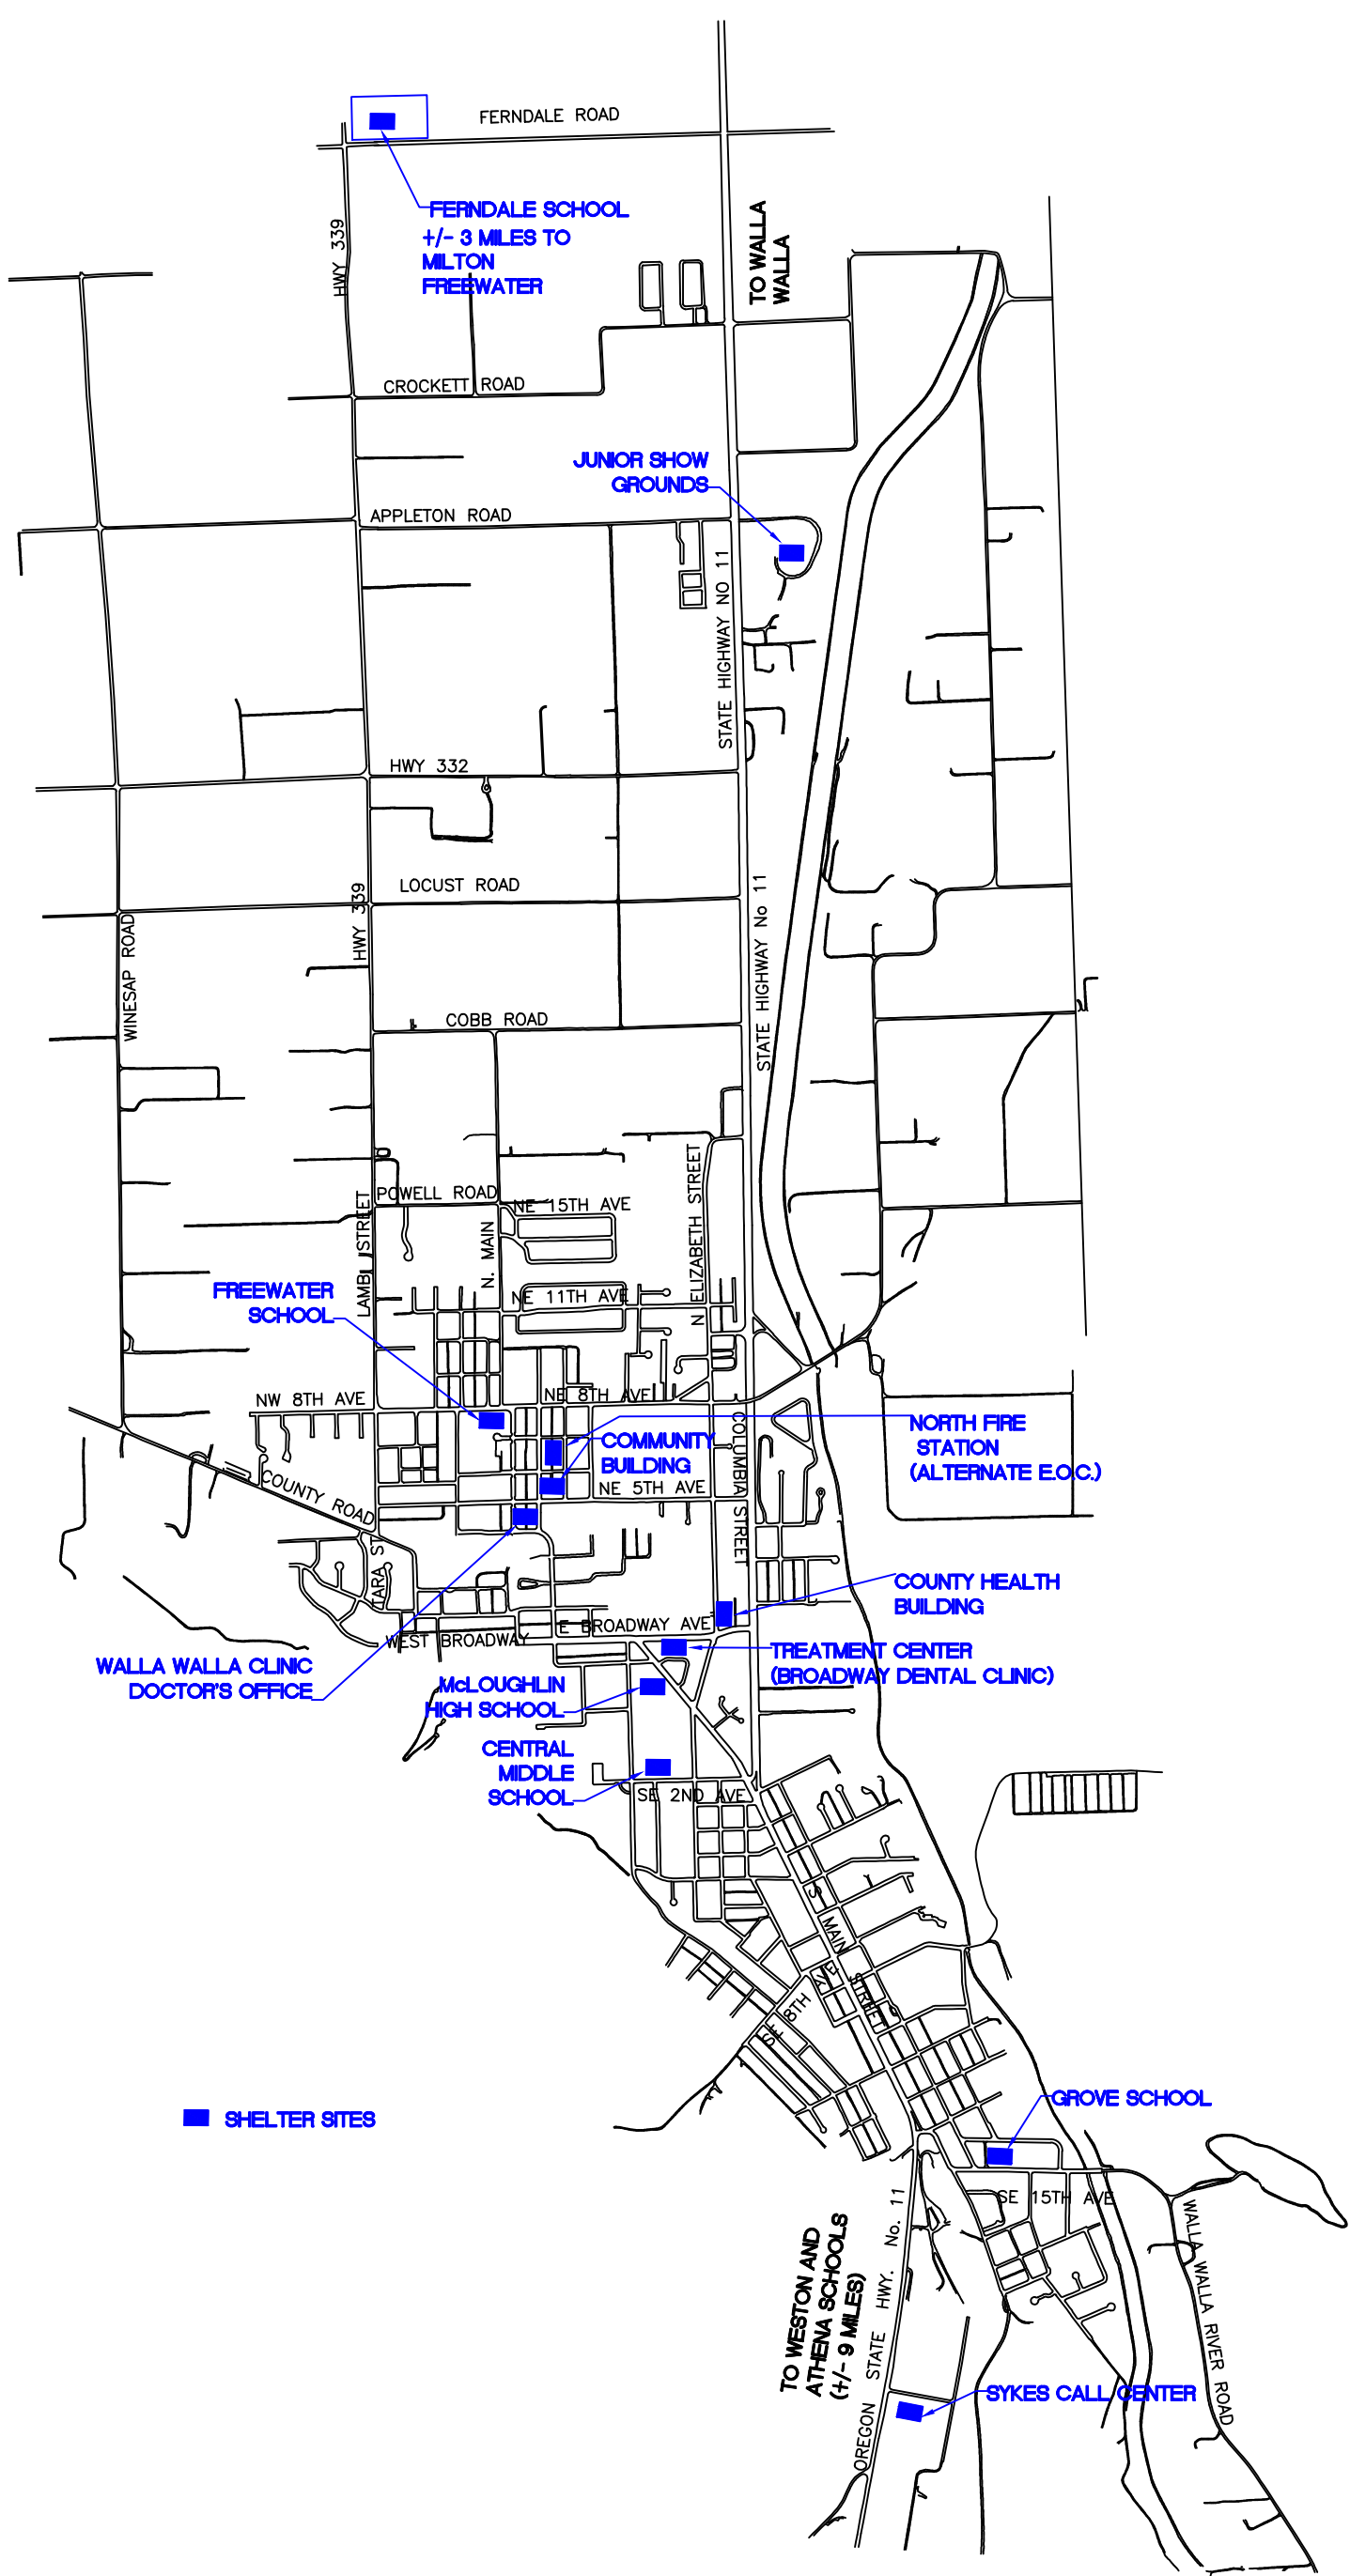 FERNDALE ROAD
FERNDALE SCHOOL
+/- 3 MILES TO
MILTON
FREEWATER
HWY 339
TO WALLA
WALLA
CROCKETT ROAD
JUNIOR SHOW
GROUNDS
APPLETON ROAD
STATE HIGHWAY NO 11
HWY 332
LOCUST ROAD
HWY 339
WINESAP ROAD
STATE HIGHWAY No 11
COBB ROAD
N ELIZABETH STREET
POWELL ROAD
NE 15TH AVE
LAMB STREET
N. MAIN
FREEWATER
SCHOOL
NE 11TH AVE
NW 8TH AVE
NE 8TH AVE
COLUMBIA STREET
NORTH FIRE
STATION
(ALTERNATE E.O.C.)
COMMUNITY
BUILDING
COUNTY ROAD
NE 5TH AVE
TARA ST
COUNTY HEALTH
BUILDING
E BROADWAY AVE
WEST BROADWAY
TREATMENT CENTER
(BROADWAY DENTAL CLINIC)
WALLA WALLA CLINIC
DOCTOR'S OFFICE
McLOUGHLIN
HIGH SCHOOL
CENTRAL
MIDDLE
SCHOOL
SE 2ND AVE
S MAIN STREET
SE 8TH AVE
GROVE SCHOOL
SHELTER SITES
SE 15TH AVE
WALLA WALLA RIVER ROAD
TO WESTON AND
ATHENA SCHOOLS
(+/- 9 MILES)
OREGON STATE HWY. No. 11
SYKES CALL CENTER